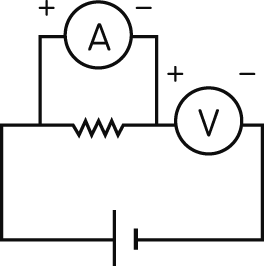 + A −
+ V −